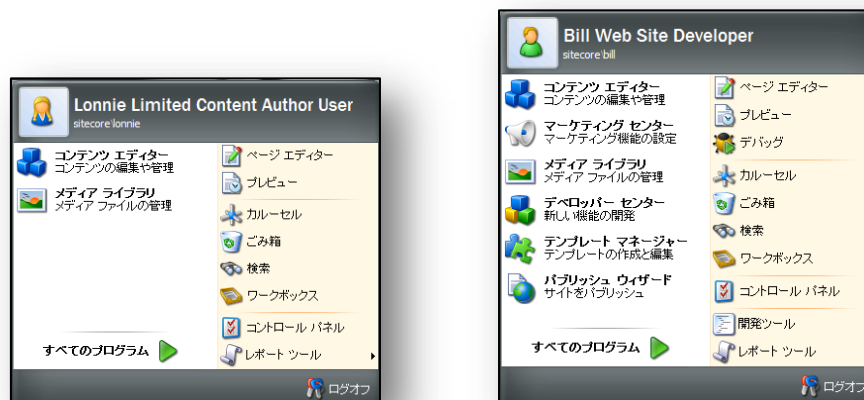 Lonnie Limited Content Author User
sitecore\lonnie
コンテンツ エディター
コンテンツの編集や管理
メディア ライブラリ
メディア ファイルの管理
すべてのプログラム
ページ エディター
プレビュー
カルーセル
ごみ箱
検索
ワークボックス
コントロール パネル
レポート ツール
ログオフ
Bill Web Site Developer
sitecore\bill
コンテンツ エディター
コンテンツの編集や管理
マーケティング センター
マーケティング機能の設定
メディア ライブラリ
メディア ファイルの管理
デベロッパー センター
新しい機能の開発
テンプレート マネージャー
テンプレートの作成と編集
パブリッシュ ウィザード
サイトをパブリッシュ
すべてのプログラム
ページ エディター
プレビュー
デバッグ
カルーセル
ごみ箱
検索
ワークボックス
コントロール パネル
開発ツール
レポート ツール
ログオフ